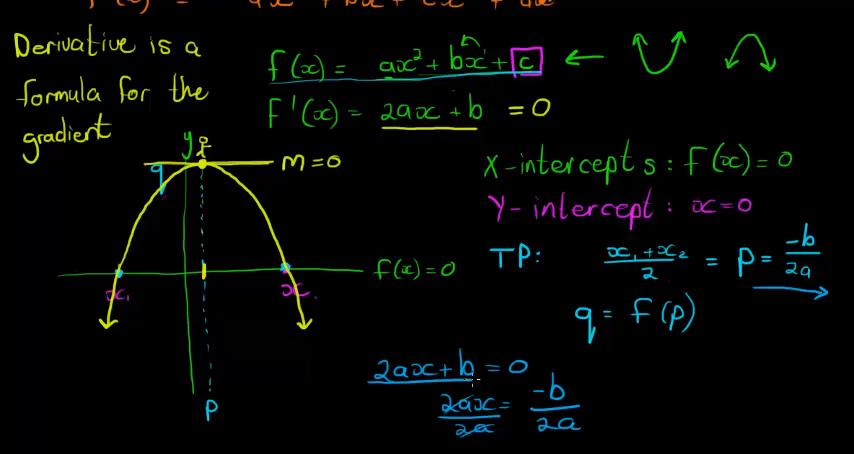 Derivative is a
formula for the
gradient
f(x) = ax² + bx + c
f'(x) = 2ax + b = 0
y
q
m=0
f(x)=0
x₁
x
p
x-intercepts: f(x)=0
y-intercept: x=0
TP: x₁+x₂/2 = p = -b/2a
q = f(p)
2ax+b = 0
2ax/2a = -b/2a